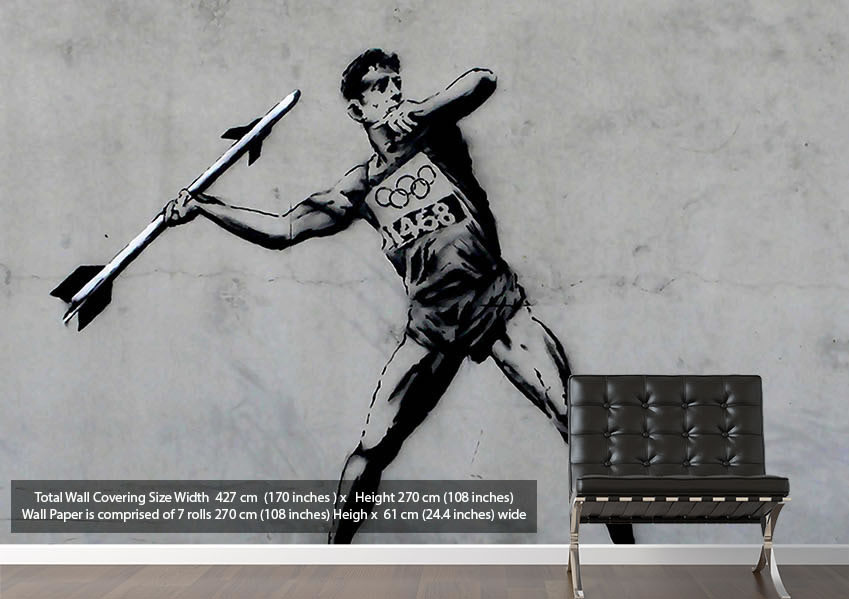 1458
Total Wall Covering Size Width 427 cm (170 inches ) x Height 270 cm (108 inches)
Wall Paper is comprised of 7 rolls 270 cm (108 inches) Heigh x 61 cm (24.4 inches) wide